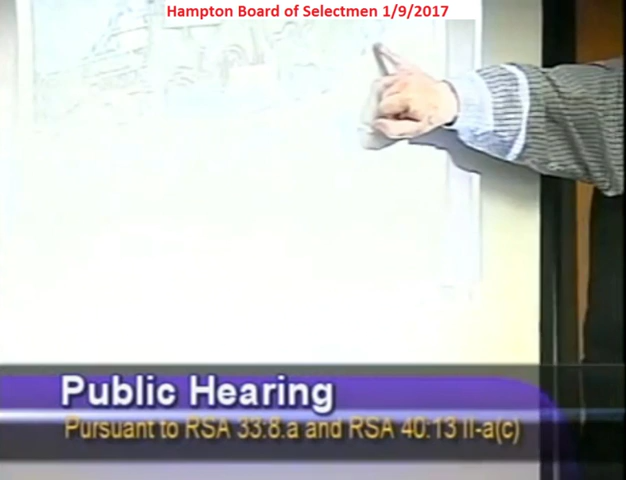 Hampton Board of Selectmen 1/9/2017
Public Hearing
Pursuant to RSA 33:8.a and RSA 40:13 II-a(c)